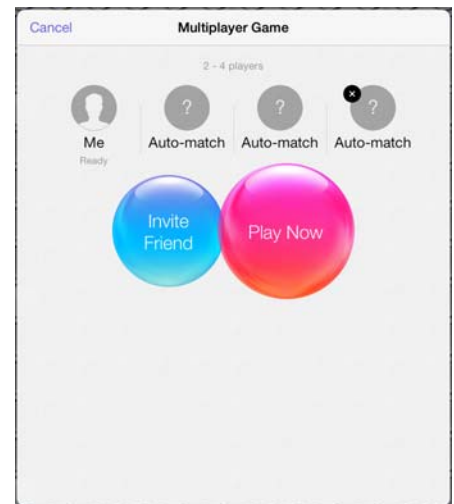 Cancel Multiplayer Game
2 - 4 players
? ? ?
Me Auto-match Auto-match Auto-match
Ready
Invite
Friend
Play Now